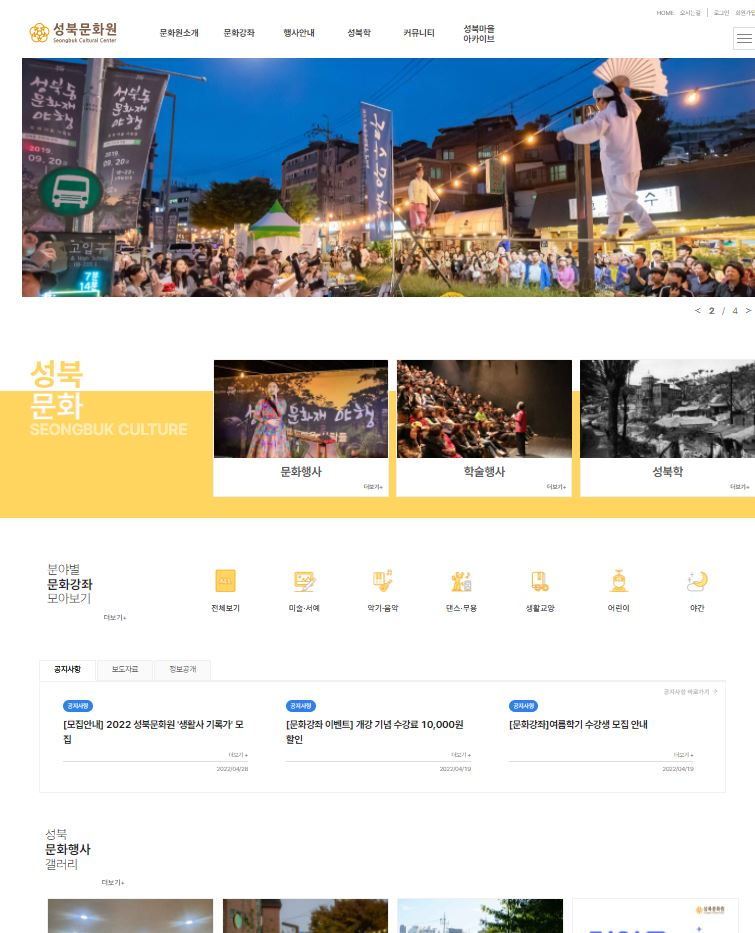 HOME 오시는길 로그인 회원가입
성북문화원
Seongbuk Cultural Center
문화원소개 문화강좌 행사안내 성북학 커뮤니티 성북마을
아카이브
성북동
문화재
야행
2019.
09. 20
성북동
문화재
야행
2019.
09. 20
7분
14분
< 2 / 4 >
성북
문화
SEONGBUK CULTURE
문화재 야행
문화행사
더보기+
학술행사
더보기+
성북학
더보기+
분야별
문화강좌
모아보기
더보기+
전체보기 미술·서예 악기·음악 댄스·무용 생활교양 어린이 야간
공지사항 보도자료 정보공개
공지사항 바로가기
공지사항
[모집안내] 2022 성북문화원 '생활사 기록가' 모
집
더보기 +
2022/04/28
공지사항
[문화강좌 이벤트] 개강 기념 수강료 10,000원
할인
더보기 +
2022/04/19
공지사항
[문화강좌]여름학기 수강생 모집 안내
더보기 +
2022/04/19
성북
문화행사
갤러리
더보기+
성북문화원